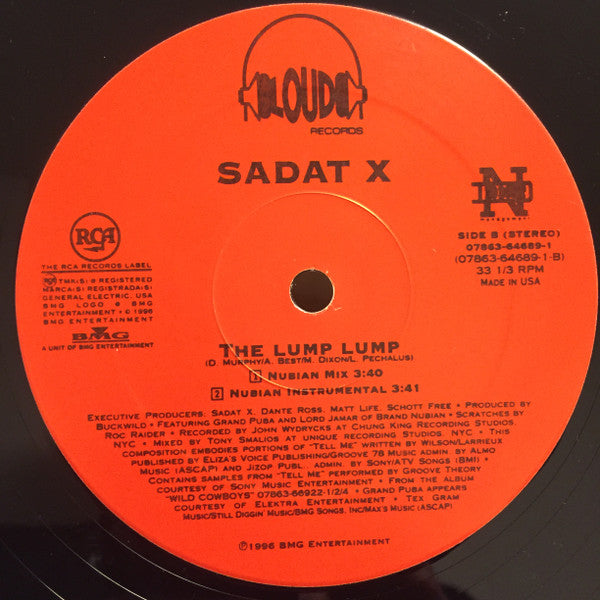 LOUD
RECORDS
SADAT X
RCA
THE RCA RECORDS LABEL
TMK(S) ® REGISTERED
MARCA(S) REGISTRADA(S)
GENERAL ELECTRIC, USA
BMG LOGO ® BMG
ENTERTAINMENT • © 1996
BMG ENTERTAINMENT
BMG
A UNIT OF BMG ENTERTAINMENT
N
management
SIDE B (STEREO)
07863-64689-1
(07863-64689-1-B)
33 1/3 RPM
MADE IN USA
THE LUMP LUMP
(D. MURPHY/A. BEST/M. DIXON/L. PECHALUS)
1 NUBIAN MIX 3:40
2 NUBIAN INSTRUMENTAL 3:41
EXECUTIVE PRODUCERS: SADAT X, DANTE ROSS, MATT LIFE, SCHOTT FREE • PRODUCED BY
BUCKWILD • FEATURING GRAND PUBA AND LORD JAMAR OF BRAND NUBIAN • SCRATCHES BY
ROC RAIDER • RECORDED BY JOHN WYDRYCKS AT CHUNG KING RECORDING STUDIOS,
NYC • MIXED BY TONY SMALIOS AT UNIQUE RECORDING STUDIOS, NYC • THIS
COMPOSITION EMBODIES PORTIONS OF "TELL ME" WRITTEN BY WILSON/LARRIEUX
PUBLISHED BY ELIZA'S VOICE PUBLISHING/GROOVE 78 MUSIC ADMIN. BY ALMO
MUSIC (ASCAP) AND JIZOP PUBL. ADMIN. BY SONY/ATV SONGS (BMI) •
CONTAINS SAMPLES FROM "TELL ME" PERFORMED BY GROOVE THEORY
COURTESY OF SONY MUSIC ENTERTAINMENT • FROM THE ALBUM
"WILD COWBOYS" 07863-66922-1/2/4 • GRAND PUBA APPEARS
COURTESY OF ELEKTRA ENTERTAINMENT • TEX GRAM
MUSIC/STILL DIGGIN' MUSIC/BMG SONGS, INC/MAX'S MUSIC (ASCAP)
℗1996 BMG ENTERTAINMENT